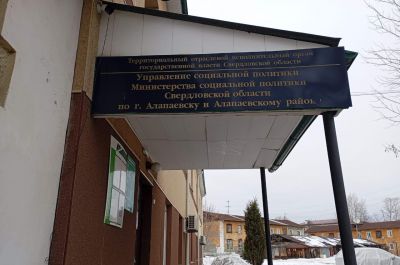 Территориальный отраслевой исполнительный орган
государственной власти Свердловской области
Управление социальной политики
Министерства социальной политики
Свердловской области
по г. Алапаевску и Алапаевскому району